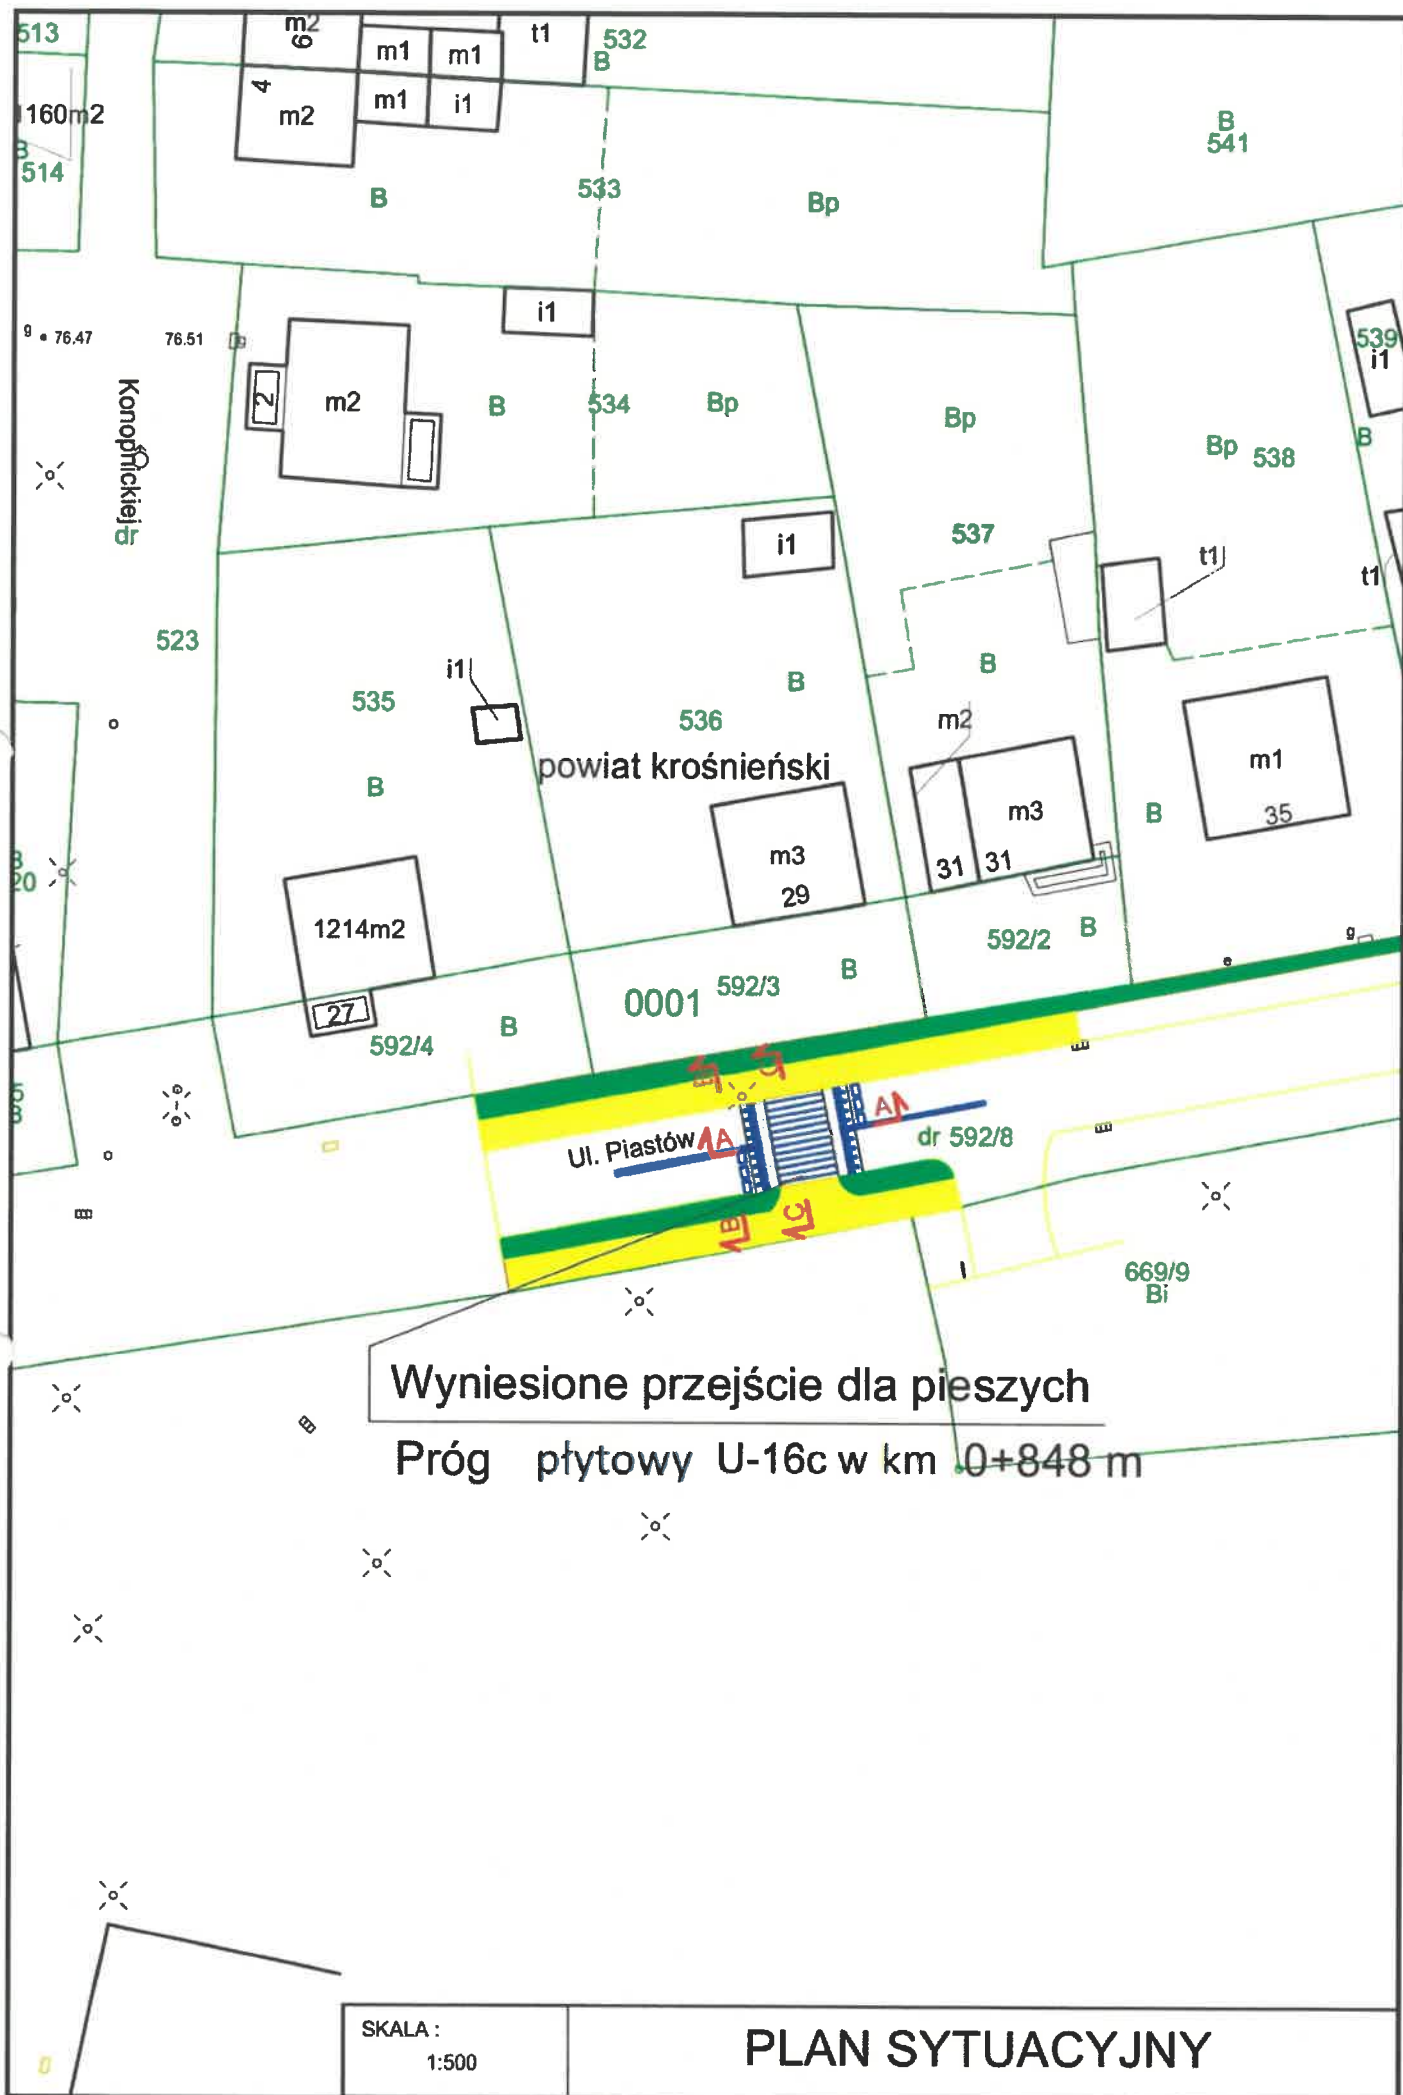 513
m2
6
m1
m1
t1
532
B
4
m2
m1
i1
1160m2
B
541
B
514
B
533
Bp
i1
g
76.47
76.51
539
i1
2
m2
B
534
Bp
Bp
B
Bp 538
Konopnickiej
dr
i1
537
t1
t1
523
i1
535
B
536
B
m2
powiat krośnieński
m1
35
B
m3
29
m3
31
31
B
B
20
1214m2
27
592/4
B
0001
592/3
B
592/2
B
g
5
B
E
C
A
A
Ul. Piastów
dr 592/8
B
C
669/9
Bi
Wyniesione przejście dla pieszych
Próg płytowy U-16c w km 0+848 m
SKALA :
1:500
PLAN SYTUACYJNY